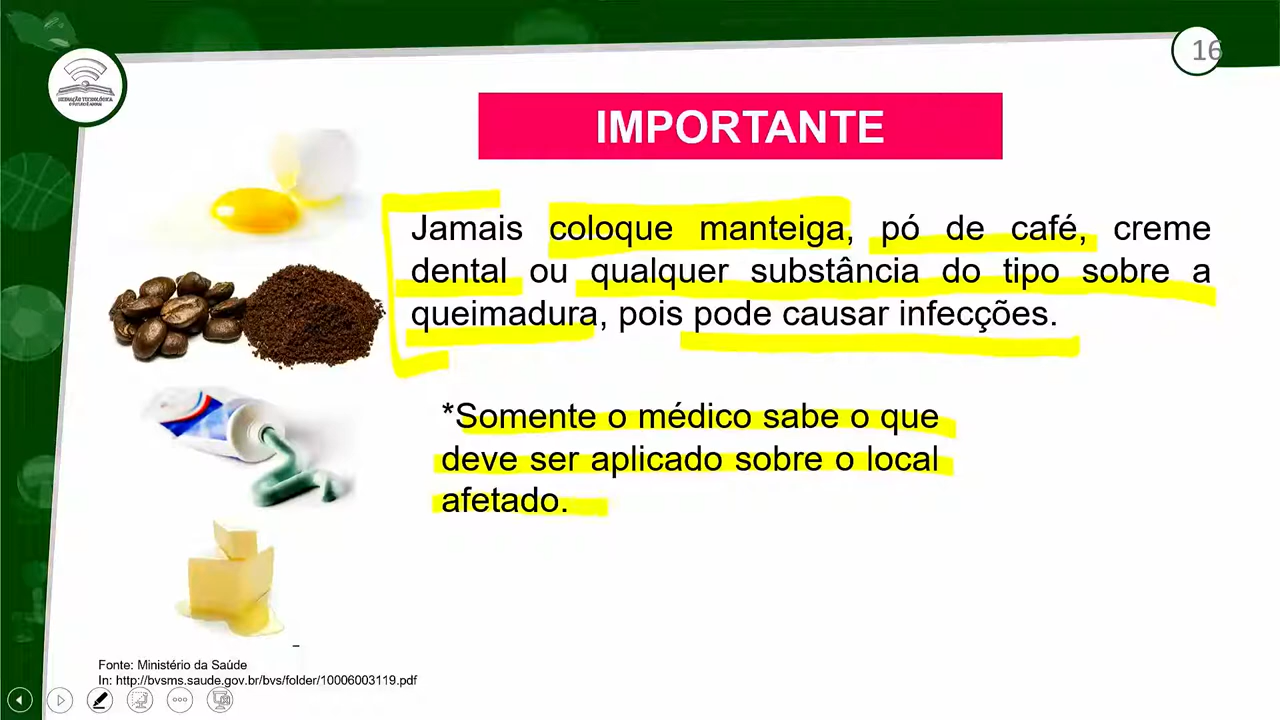 16
IMPORTANTE
Jamais coloque manteiga, pó de café, creme
dental ou qualquer substância do tipo sobre a
queimadura, pois pode causar infecções.
*Somente o médico sabe o que
deve ser aplicado sobre o local
afetado.
Fonte: Ministério da Saúde
In: http://bvsms.saude.gov.br/bvs/folder/10006003119.pdf